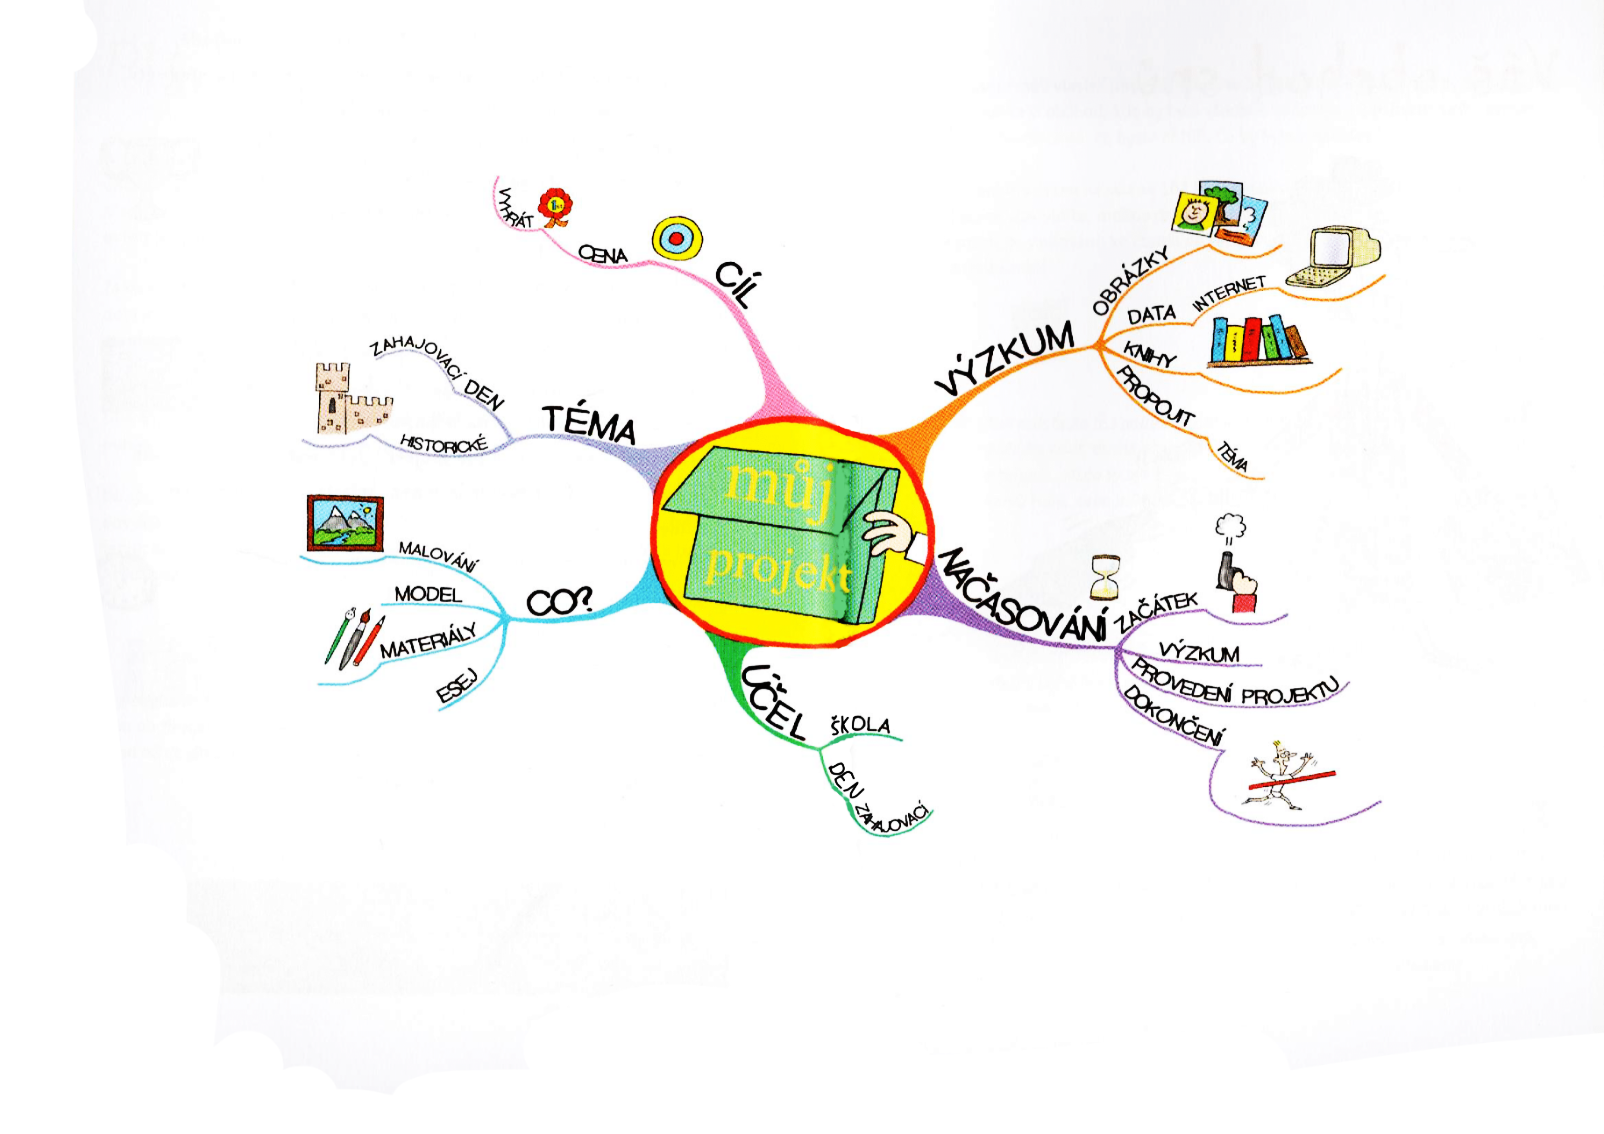 můj
projekt
VÝZKUM
OBRÁZKY
DATA
INTERNET
KNIHY
PROPOJIT
TÉMA
NAČASOVÁNÍ
ZAČÁTEK
VÝZKUM
PROVEDENÍ PROJEKTU
DOKONČENÍ
ÚČEL
ŠKOLA
DEN
ZAHAJOVACÍ
CO?
MALOVÁNÍ
MODEL
MATERIÁLY
ESEJ
TÉMA
ZAHAJOVACÍ DEN
HISTORICKÉ
CÍL
CENA
VYHRÁT